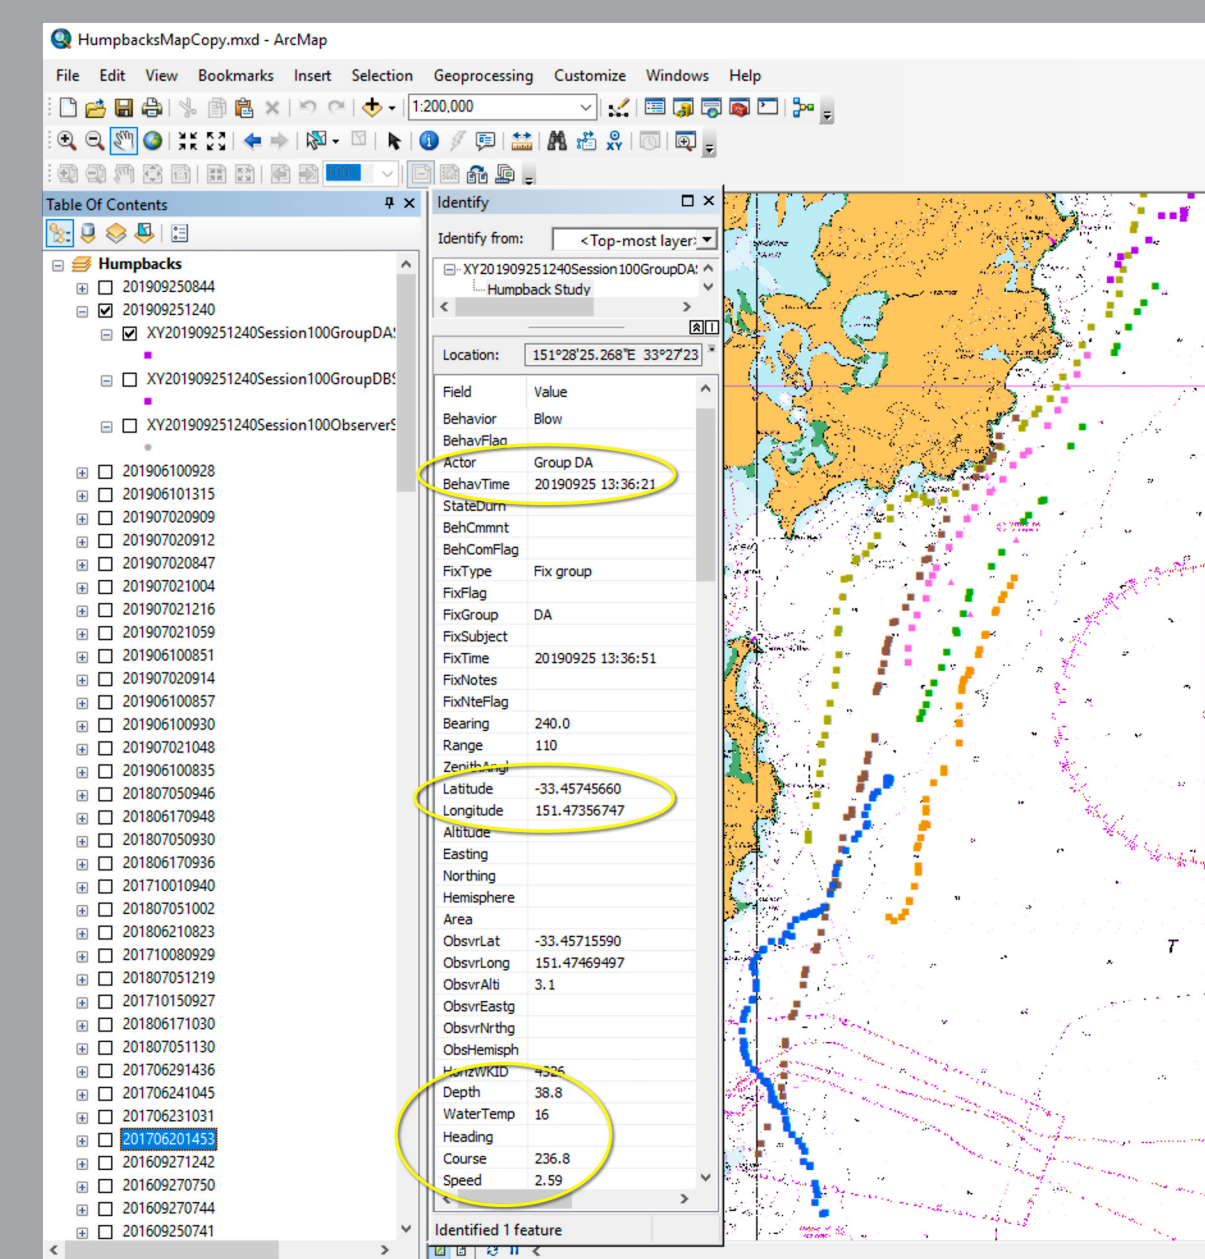 HumpbacksMapCopy.mxd - ArcMap
File Edit View Bookmarks Insert Selection Geoprocessing Customize Windows Help
1:200,000
100%
Table Of Contents
Humpbacks
201909250844
201909251240
XY201909251240Session100GroupDA
XY201909251240Session100GroupDBS
XY201909251240Session100ObserverS
201906100928
201906101315
201907020909
201907020912
201907020847
201907021004
201907021216
201907021059
201906100851
201907020914
201906100857
201906100930
201907021048
201906100835
201807050946
201806170948
201807050930
201806170936
201710010940
201807051002
201806210823
201710080929
201807051219
201710150927
201806171030
201807051130
201706291436
201706241045
201706231031
201706201453
201609271242
201609270750
201609270744
201609250741
Identify
Identify from: <Top-most layer>
XY201909251240Session100GroupDA
Humpback Study
Location: 151°28'25.268"E 33°27'23
Field Value
Behavior Blow
BehavFlag
Actor Group DA
BehavTime 20190925 13:36:21
StateDurn
BehCmmnt
BehComFlag
FixType Fix group
FixFlag
FixGroup DA
FixSubject
FixTime 20190925 13:36:51
FixNotes
FixNteFlag
Bearing 240.0
Range 110
ZenithAngl
Latitude -33.45745660
Longitude 151.47356747
Altitude
Easting
Northing
Hemisphere
Area
ObsvrLat -33.45715590
ObsvrLong 151.47469497
ObsvrAlti 3.1
ObsvrEastg
ObsvrNrthg
ObsHemisph
HorizWKID 4326
Depth 38.8
WaterTemp 16
Heading
Course 236.8
Speed 2.59
Identified 1 feature